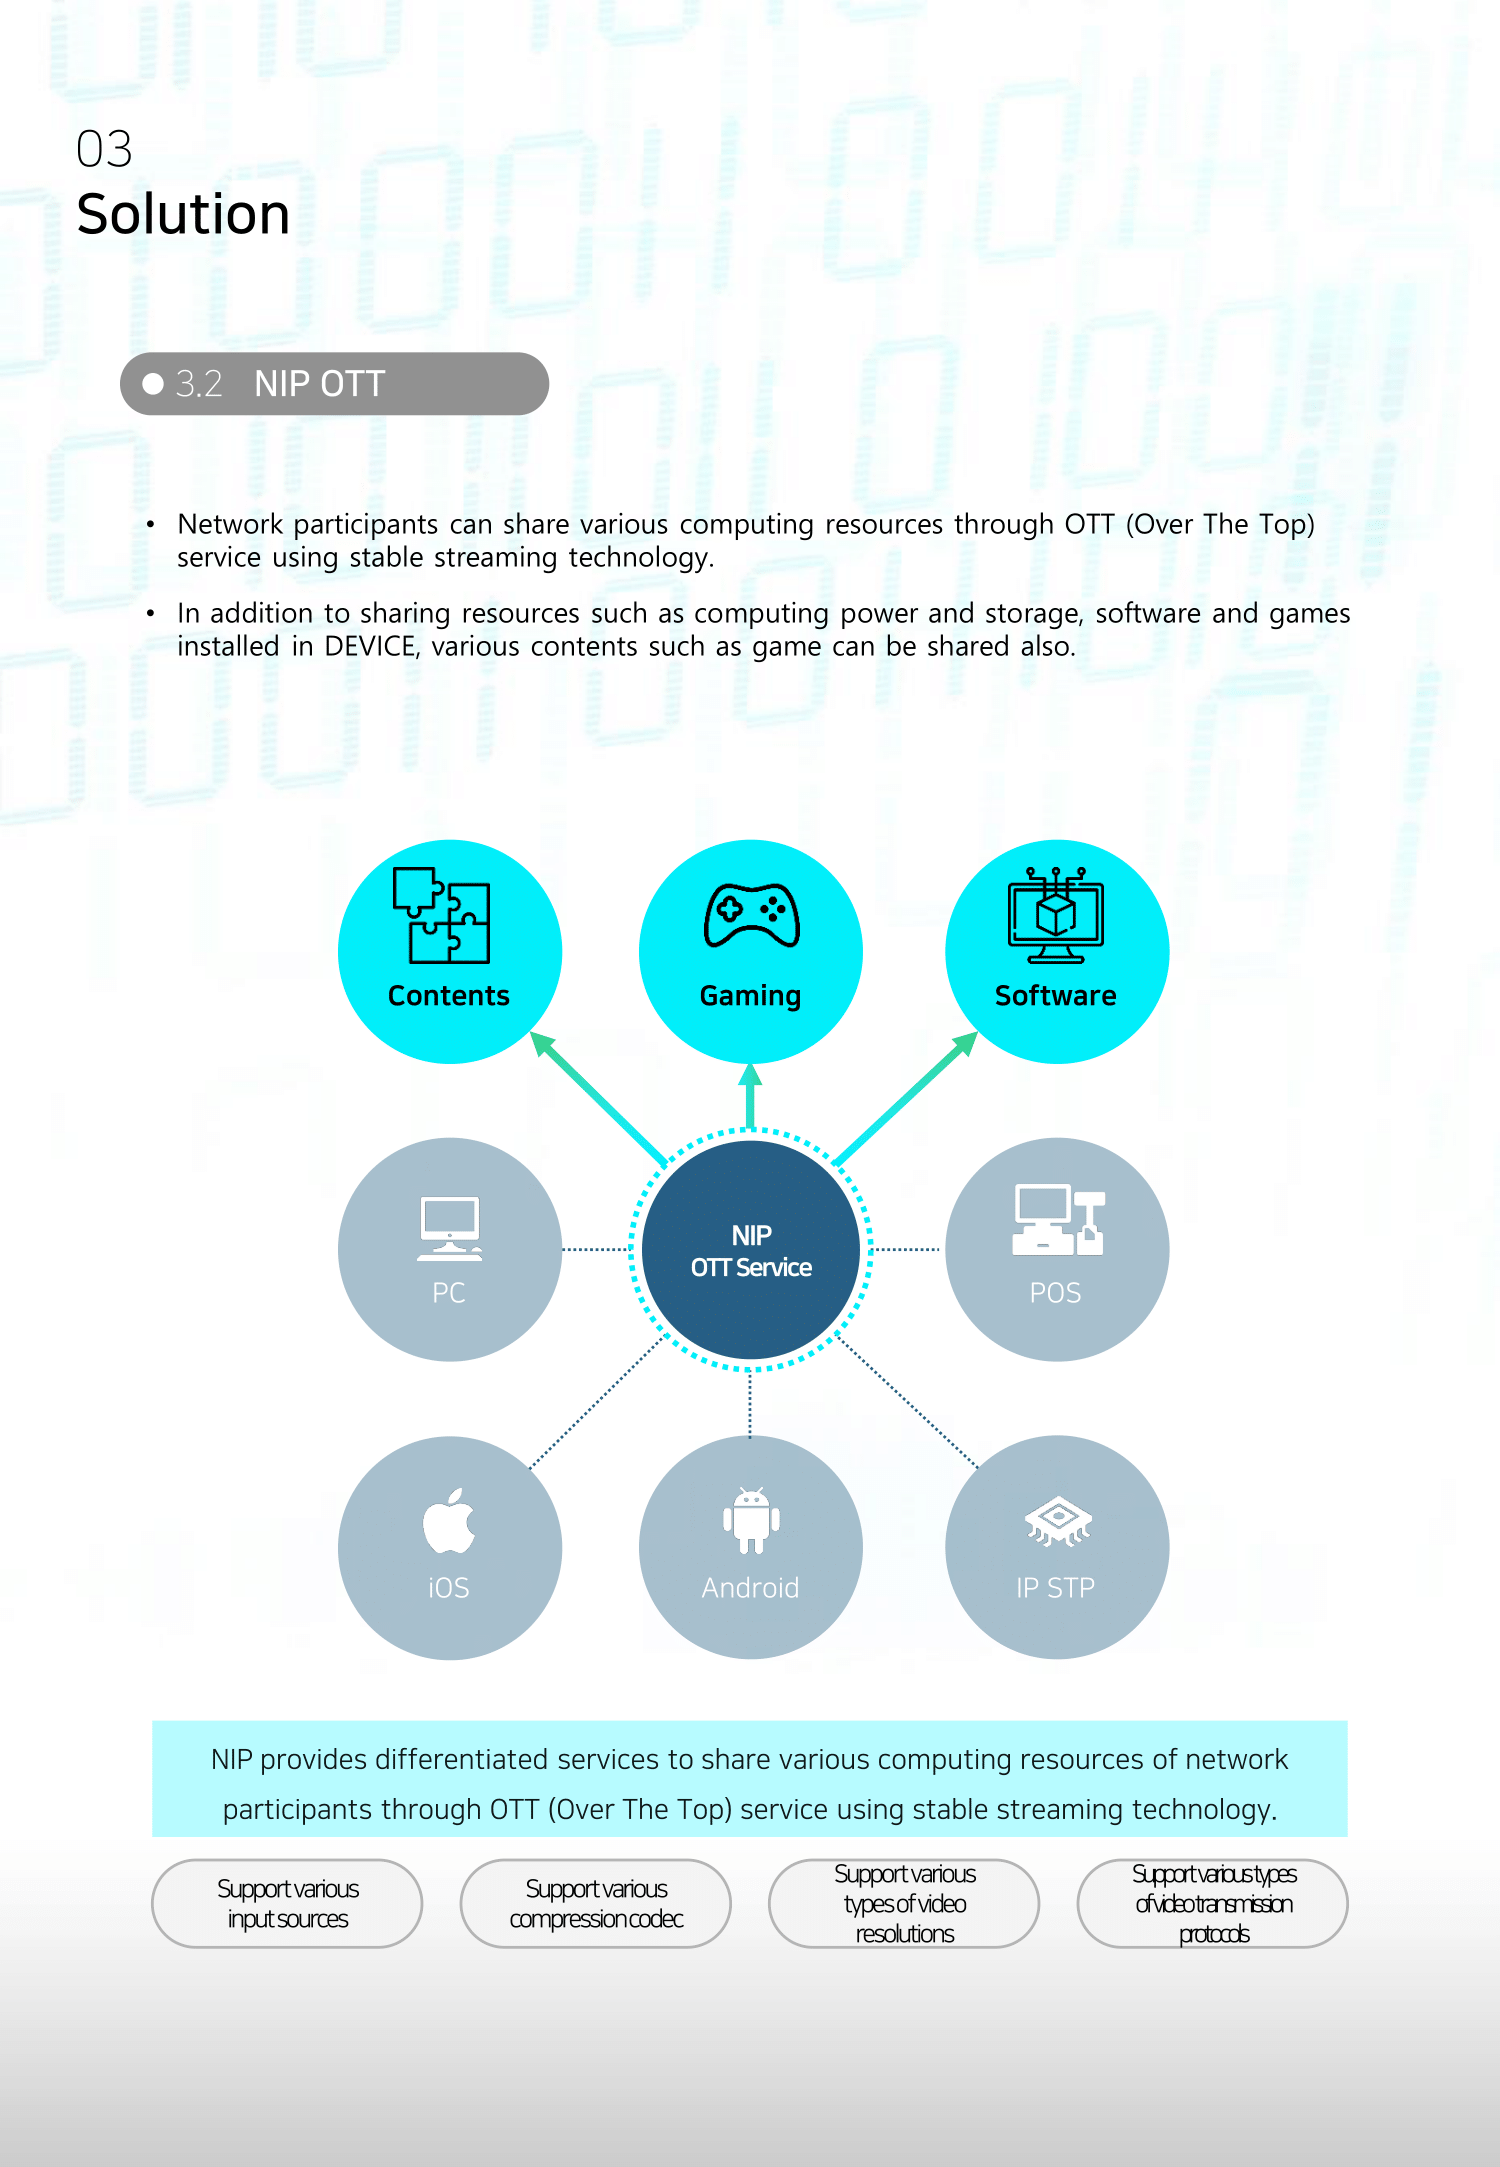 03
Solution
3.2 NIP OTT
• Network participants can share various computing resources through OTT (Over The Top)
service using stable streaming technology.
• In addition to sharing resources such as computing power and storage, software and games
installed in DEVICE, various contents such as game can be shared also.
Contents
Gaming
Software
NIP
OTT Service
PC
POS
iOS
Android
IP STP
NIP provides differentiated services to share various computing resources of network
participants through OTT (Over The Top) service using stable streaming technology.
Support various
input sources
Support various
compression codec
Support various
types of video
resolutions
Support various types
of video transmission
protocols